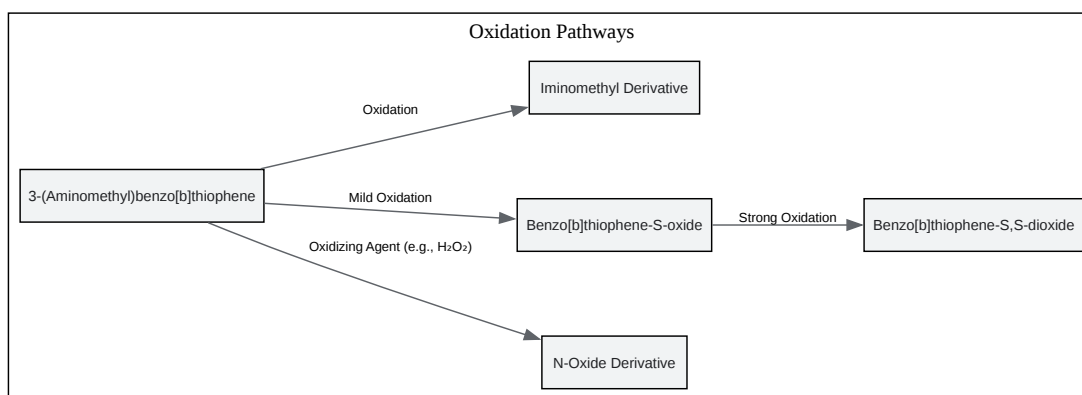 Oxidation Pathways
Iminomethyl Derivative
Oxidation
3-(Aminomethyl)benzo[b]thiophene
Mild Oxidation
Benzo[b]thiophene-S-oxide
Strong Oxidation
Benzo[b]thiophene-S,S-dioxide
Oxidizing Agent (e.g., H₂O₂)
N-Oxide Derivative